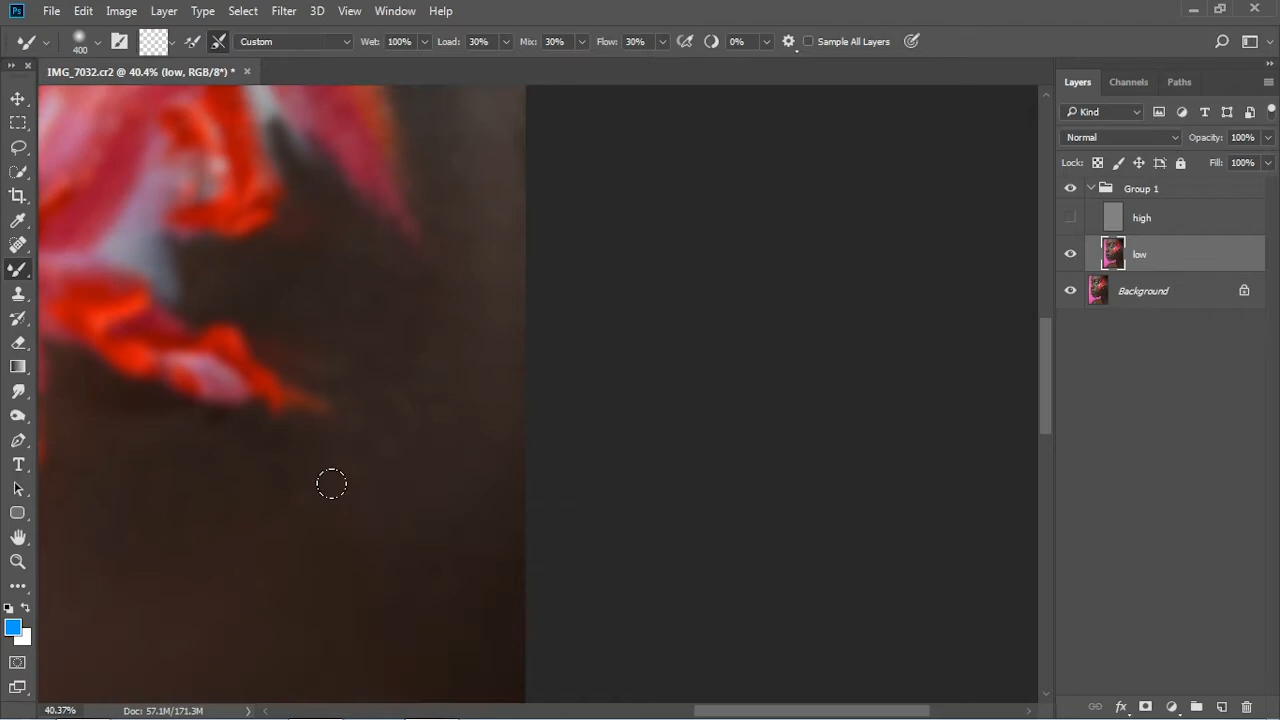 Ps File Edit Image Layer Type Select Filter 3D View Window Help
400 Custom Wet: 100% Load: 30% Mix: 30% Flow: 30% 0% Sample All Layers
IMG_7032.cr2 @ 40.4% (low, RGB/8*) *
Layers Channels Paths
Kind
Normal Opacity: 100%
Lock: Fill: 100%
Group 1
high
low
Background
40.37% Doc: 57.1M/171.3M